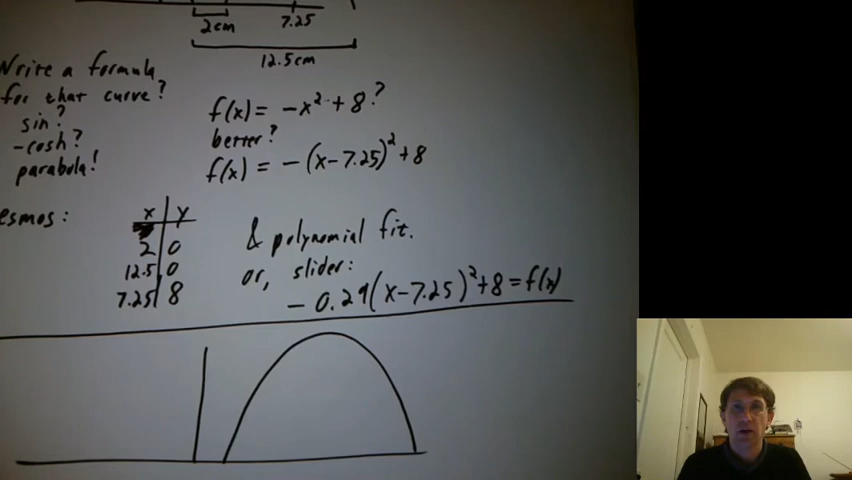 2cm
7.25
12.5cm
Write a formula
for that curve?
sin?
-cosh?
parabola!
f(x) = -x² + 8?
better?
f(x) = -(x-7.25)² + 8
esmos:
x y
2 0
12.5 0
7.25 8
& polynomial fit.
or, slider:
-0.29(x-7.25)²+8=f(x)